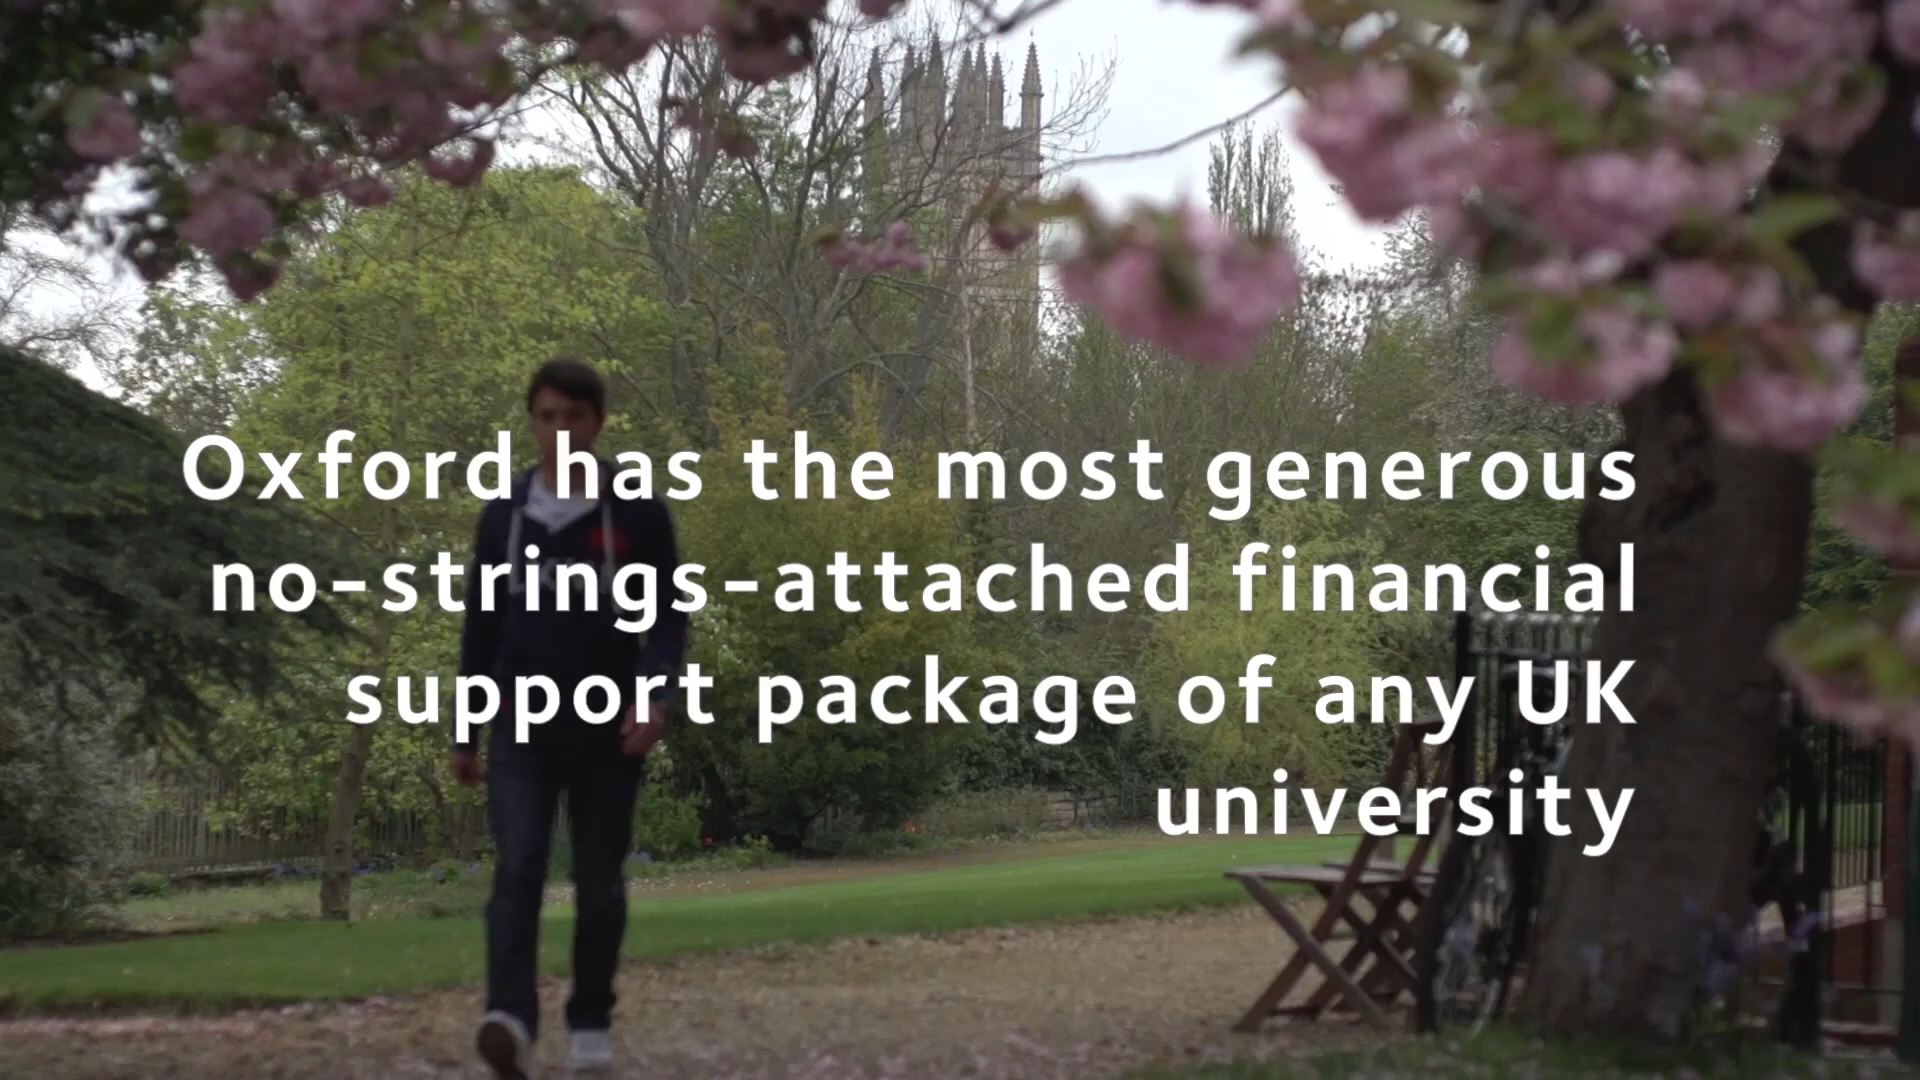 Oxford has the most generous
no-strings-attached financial
support package of any UK
university